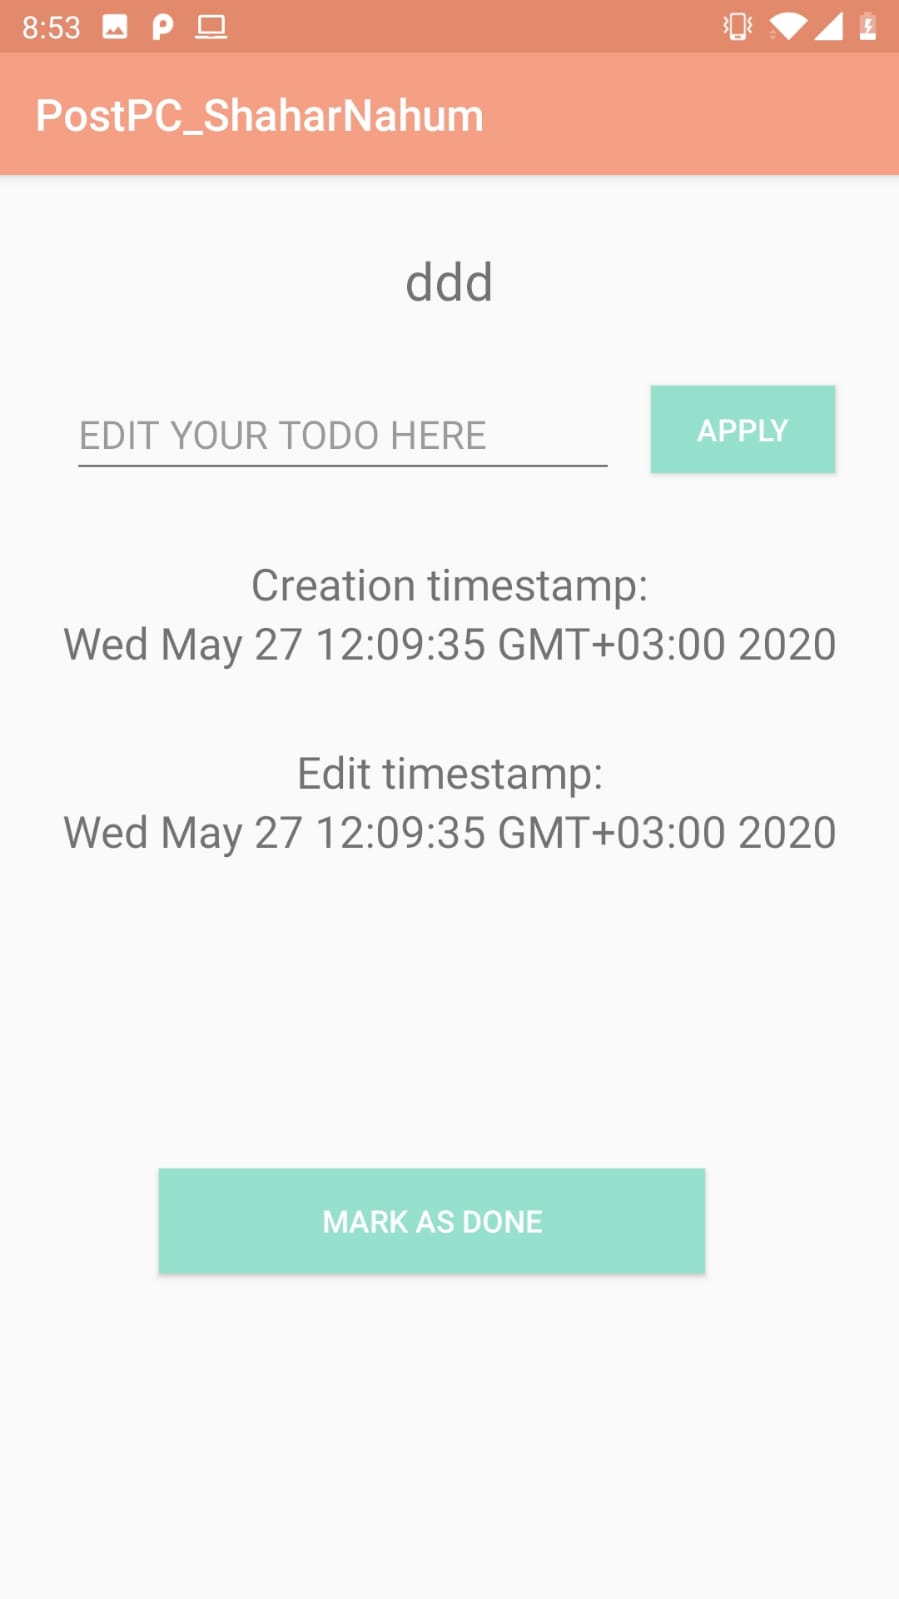 8:53
PostPC_ShaharNahum
ddd
EDIT YOUR TODO HERE
APPLY
Creation timestamp:
Wed May 27 12:09:35 GMT+03:00 2020
Edit timestamp:
Wed May 27 12:09:35 GMT+03:00 2020
MARK AS DONE